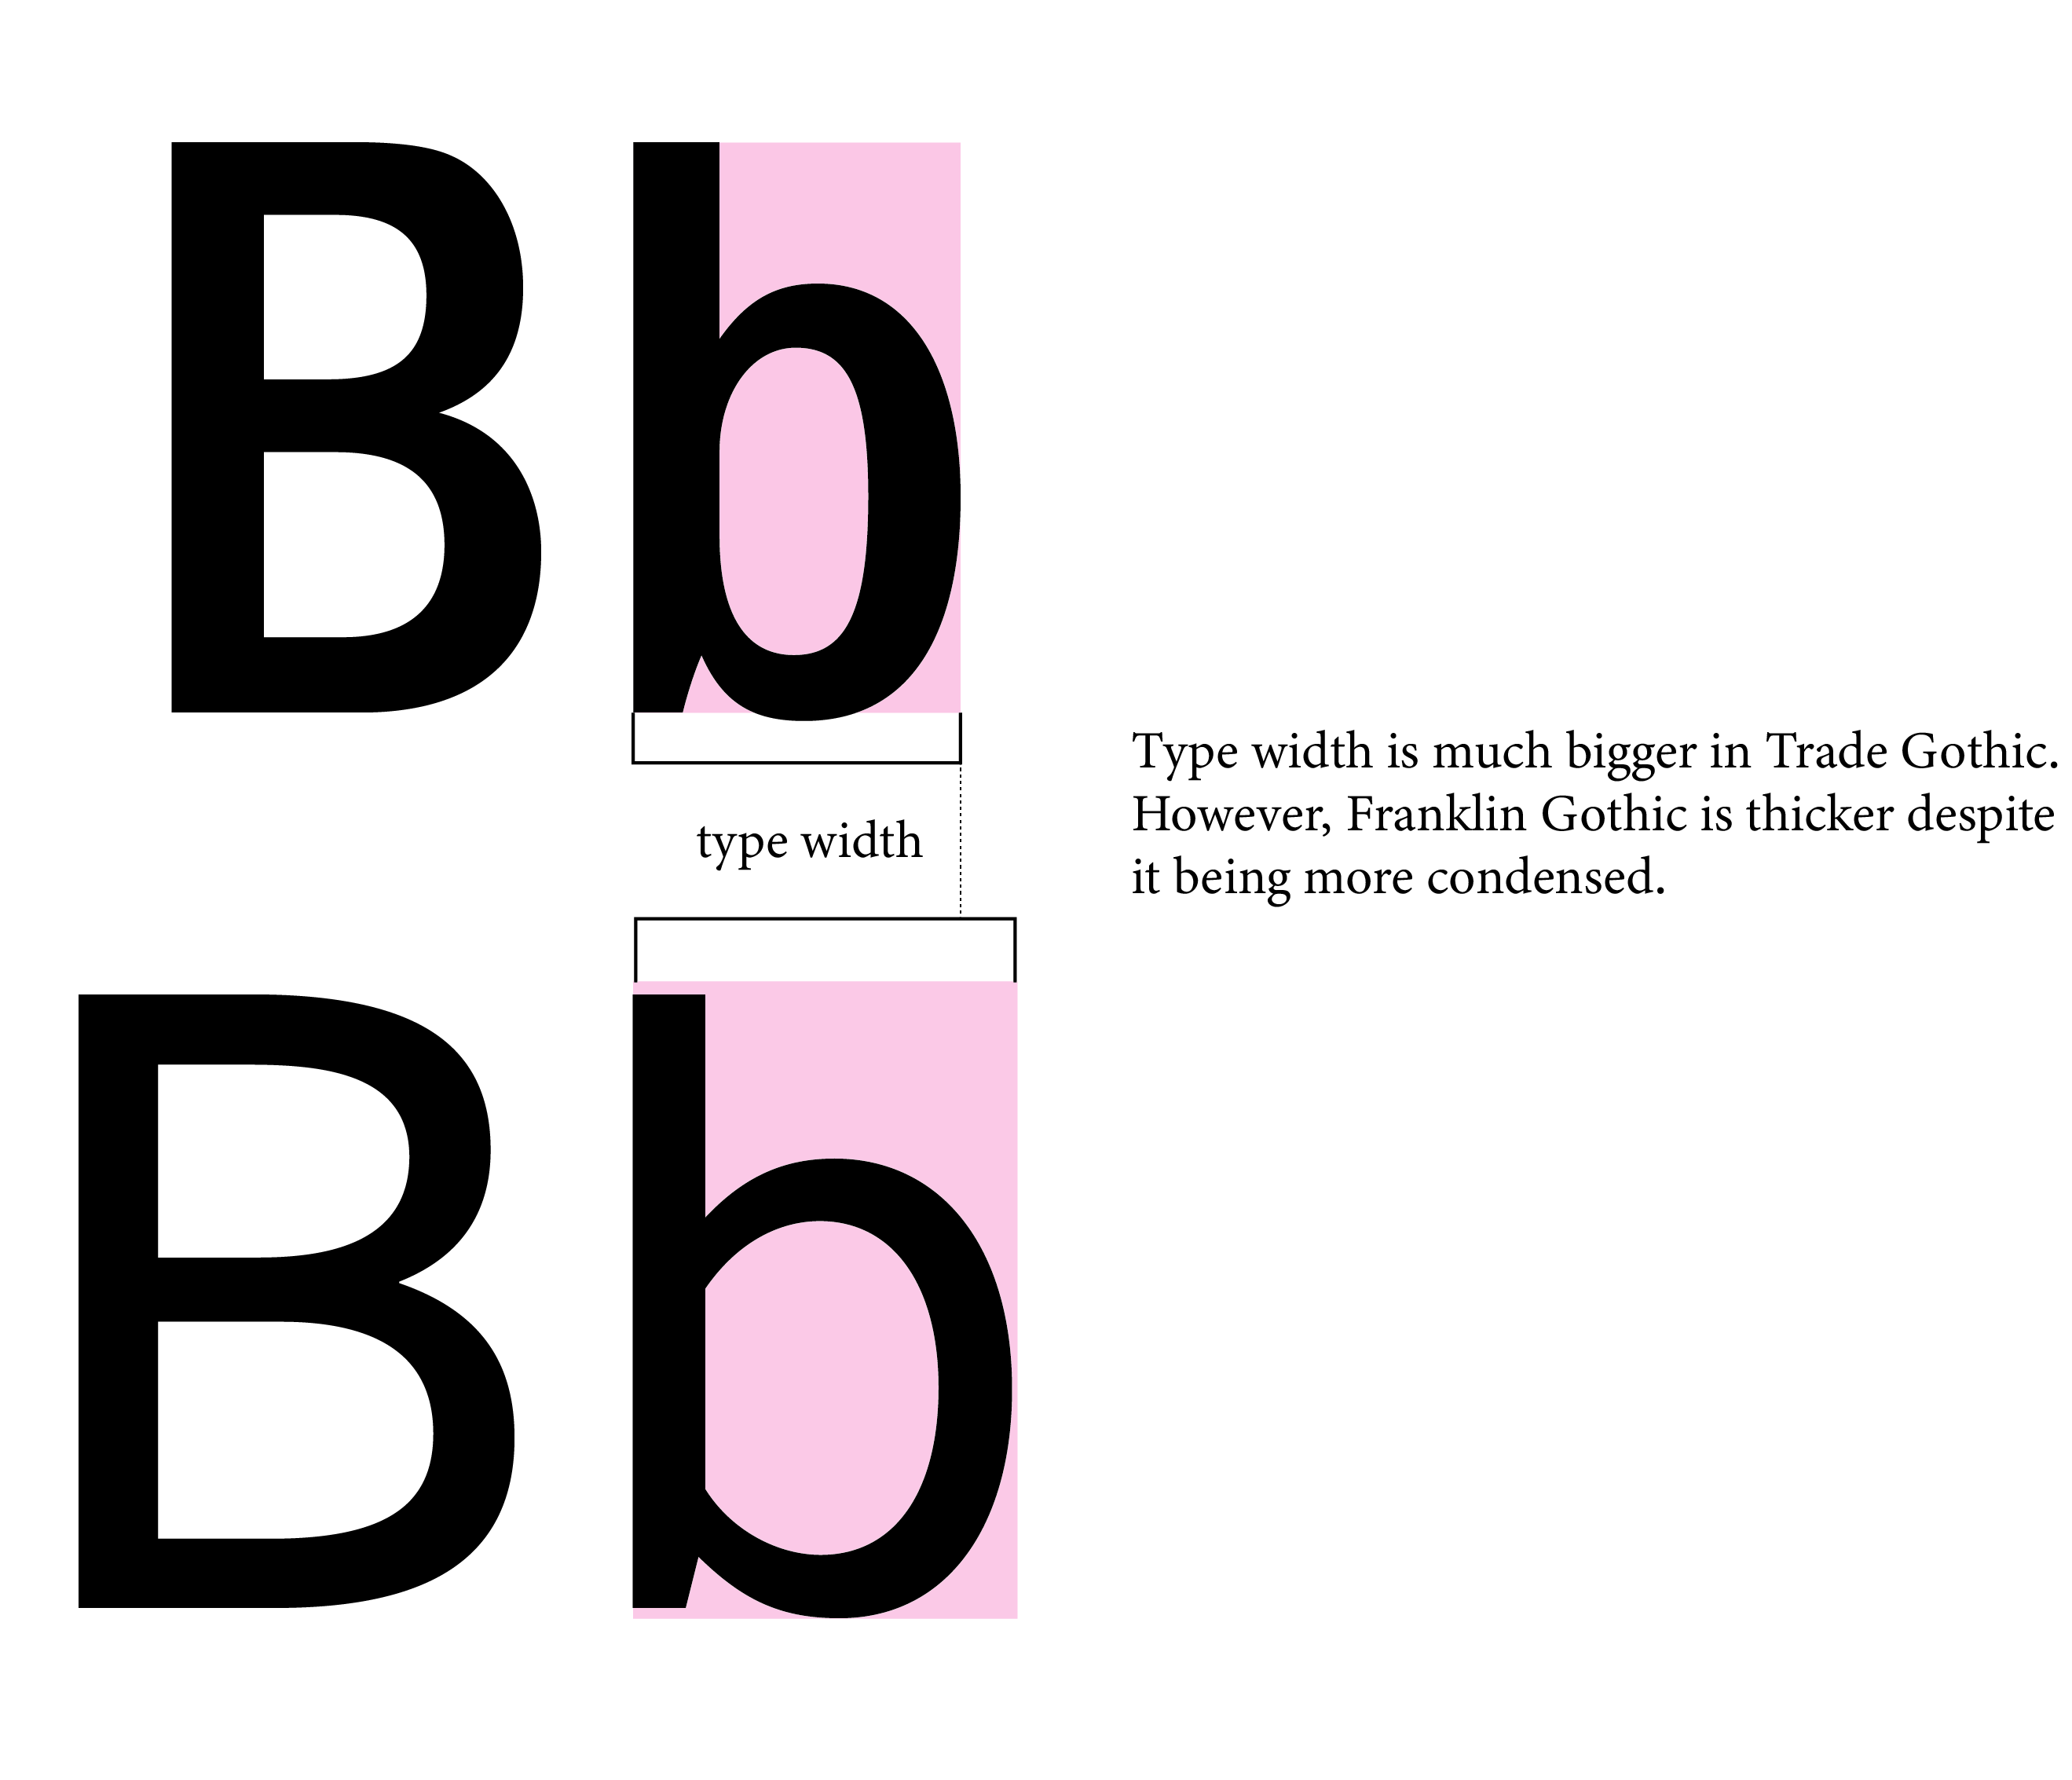 Bb
type width
Type width is much bigger in Trade Gothic.
However, Franklin Gothic is thicker despite
it being more condensed.
Bb